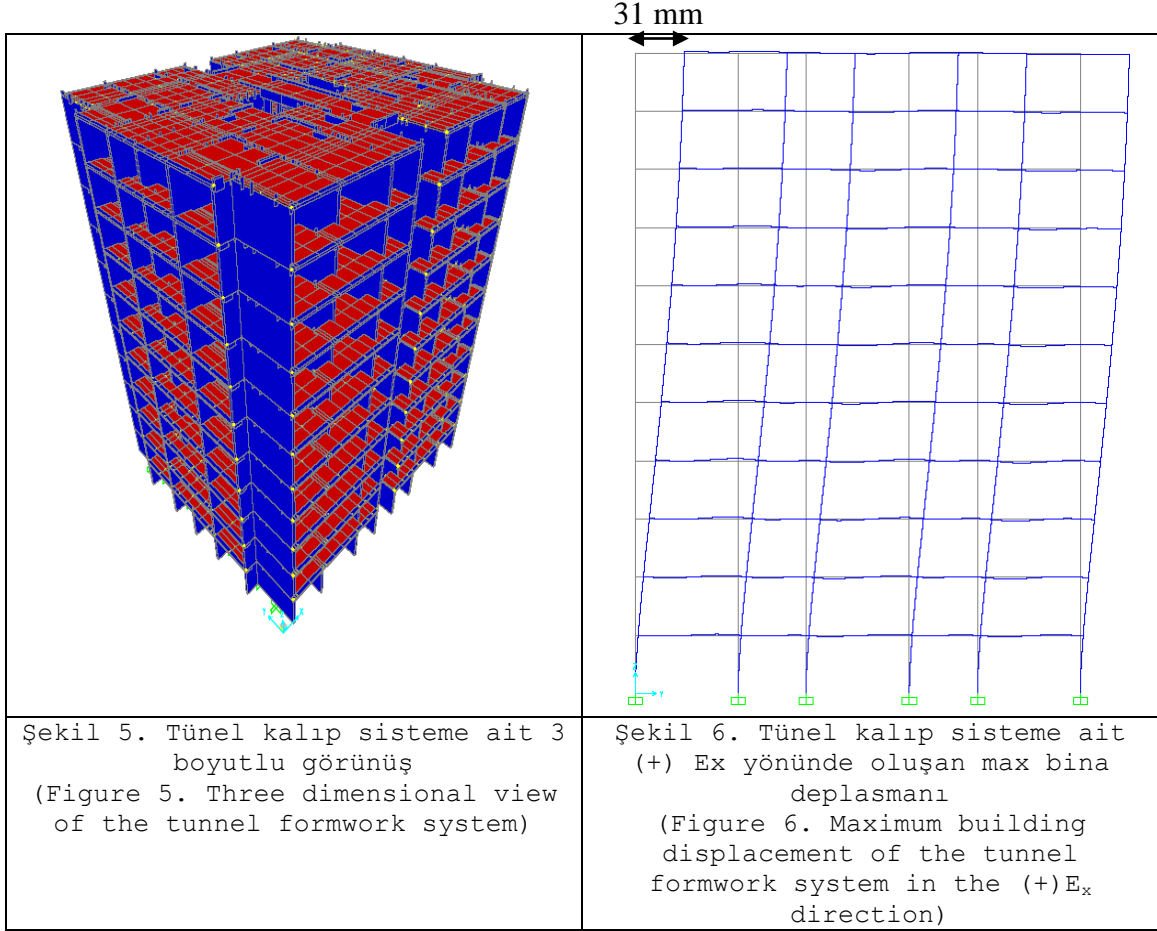 31 mm
Şekil 5. Tünel kalıp sisteme ait 3
boyutlu görünüş
(Figure 5. Three dimensional view
of the tunnel formwork system)
Şekil 6. Tünel kalıp sisteme ait
(+) Ex yönünde oluşan max bina
deplasmanı
(Figure 6. Maximum building
displacement of the tunnel
formwork system in the (+)Ex
direction)